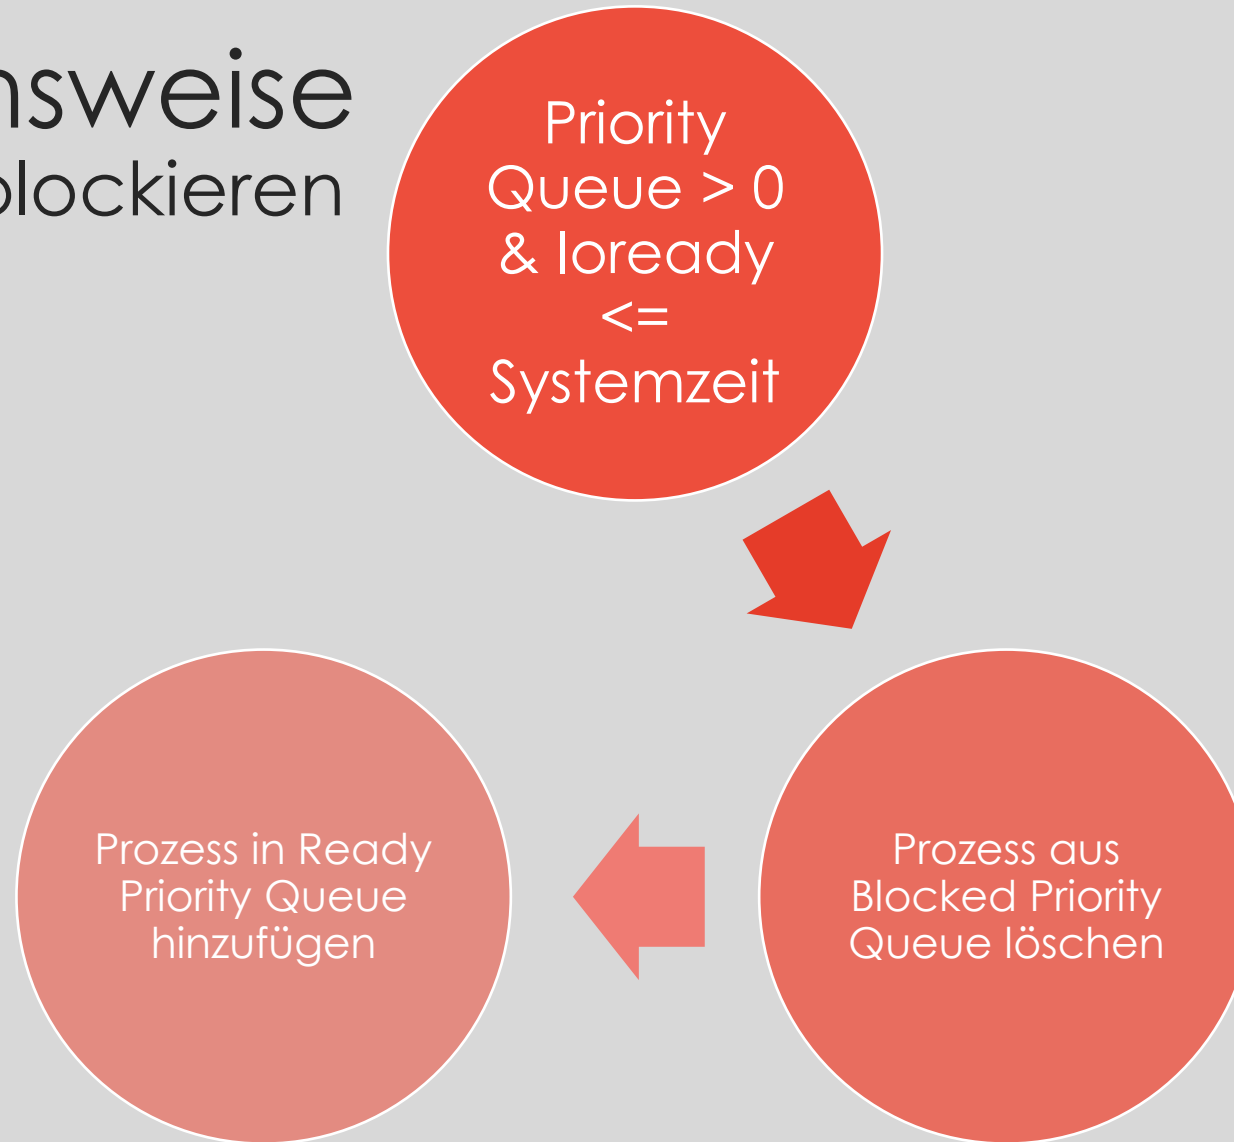 nsweise
blockieren
Priority
Queue > 0
& Ioready
<=
Systemzeit
Prozess aus
Blocked Priority
Queue löschen
Prozess in Ready
Priority Queue
hinzufügen